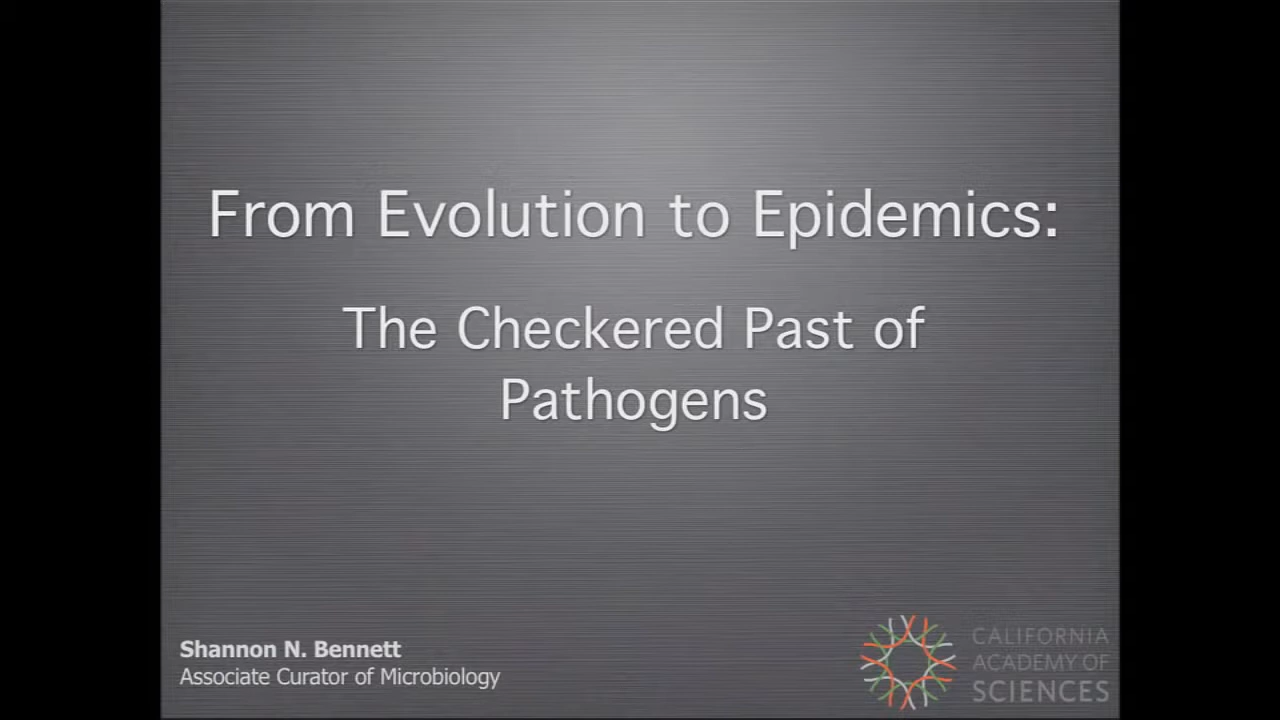 From Evolution to Epidemics:
The Checkered Past of
Pathogens
Shannon N. Bennett
Associate Curator of Microbiology
CALIFORNIA
ACADEMY OF
SCIENCES